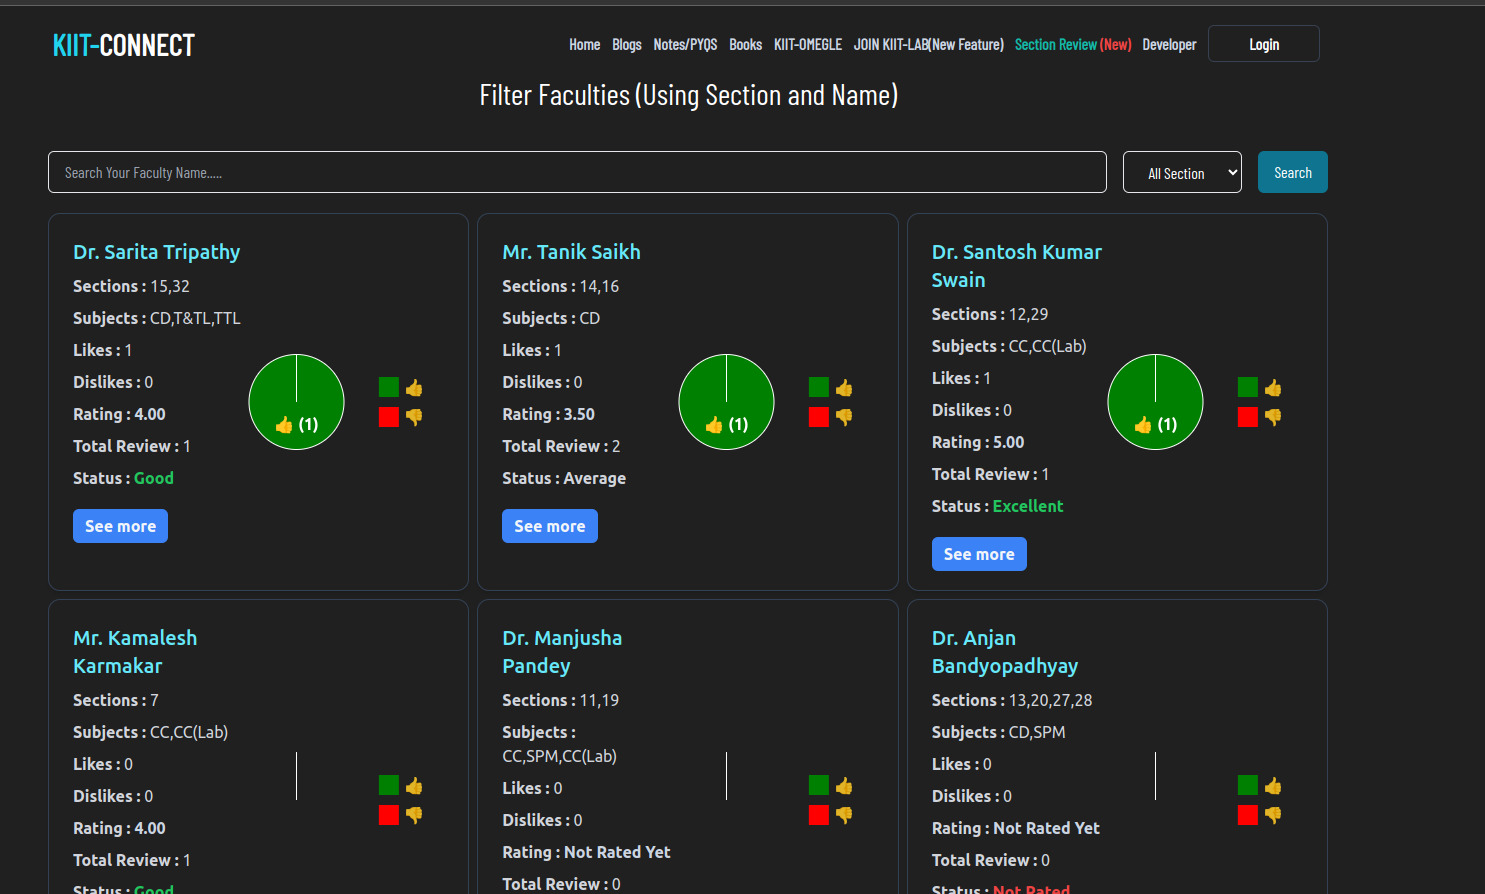 KIIT-CONNECT
Home Blogs Notes/PYQS Books KIIT-OMEGLE JOIN KIIT-LAB(New Feature) Section Review (New) Developer Login
Filter Faculties (Using Section and Name)
Search Your Faculty Name..... All Section Search
Dr. Sarita Tripathy
Sections : 15,32
Subjects : CD,T&TL,TTL
Likes : 1
Dislikes : 0
Rating : 4.00
Total Review : 1
Status : Good
👍 (1)
👍
👎
See more
Mr. Tanik Saikh
Sections : 14,16
Subjects : CD
Likes : 1
Dislikes : 0
Rating : 3.50
Total Review : 2
Status : Average
👍 (1)
👍
👎
See more
Dr. Santosh Kumar
Swain
Sections : 12,29
Subjects : CC,CC(Lab)
Likes : 1
Dislikes : 0
Rating : 5.00
Total Review : 1
Status : Excellent
👍 (1)
👍
👎
See more
Mr. Kamalesh
Karmakar
Sections : 7
Subjects : CC,CC(Lab)
Likes : 0
Dislikes : 0
Rating : 4.00
Total Review : 1
Status : Good
👍
👎
Dr. Manjusha
Pandey
Sections : 11,19
Subjects :
CC,SPM,CC(Lab)
Likes : 0
Dislikes : 0
Rating : Not Rated Yet
Total Review : 0
👍
👎
Dr. Anjan
Bandyopadhyay
Sections : 13,20,27,28
Subjects : CD,SPM
Likes : 0
Dislikes : 0
Rating : Not Rated Yet
Total Review : 0
Status : Not Rated
👍
👎